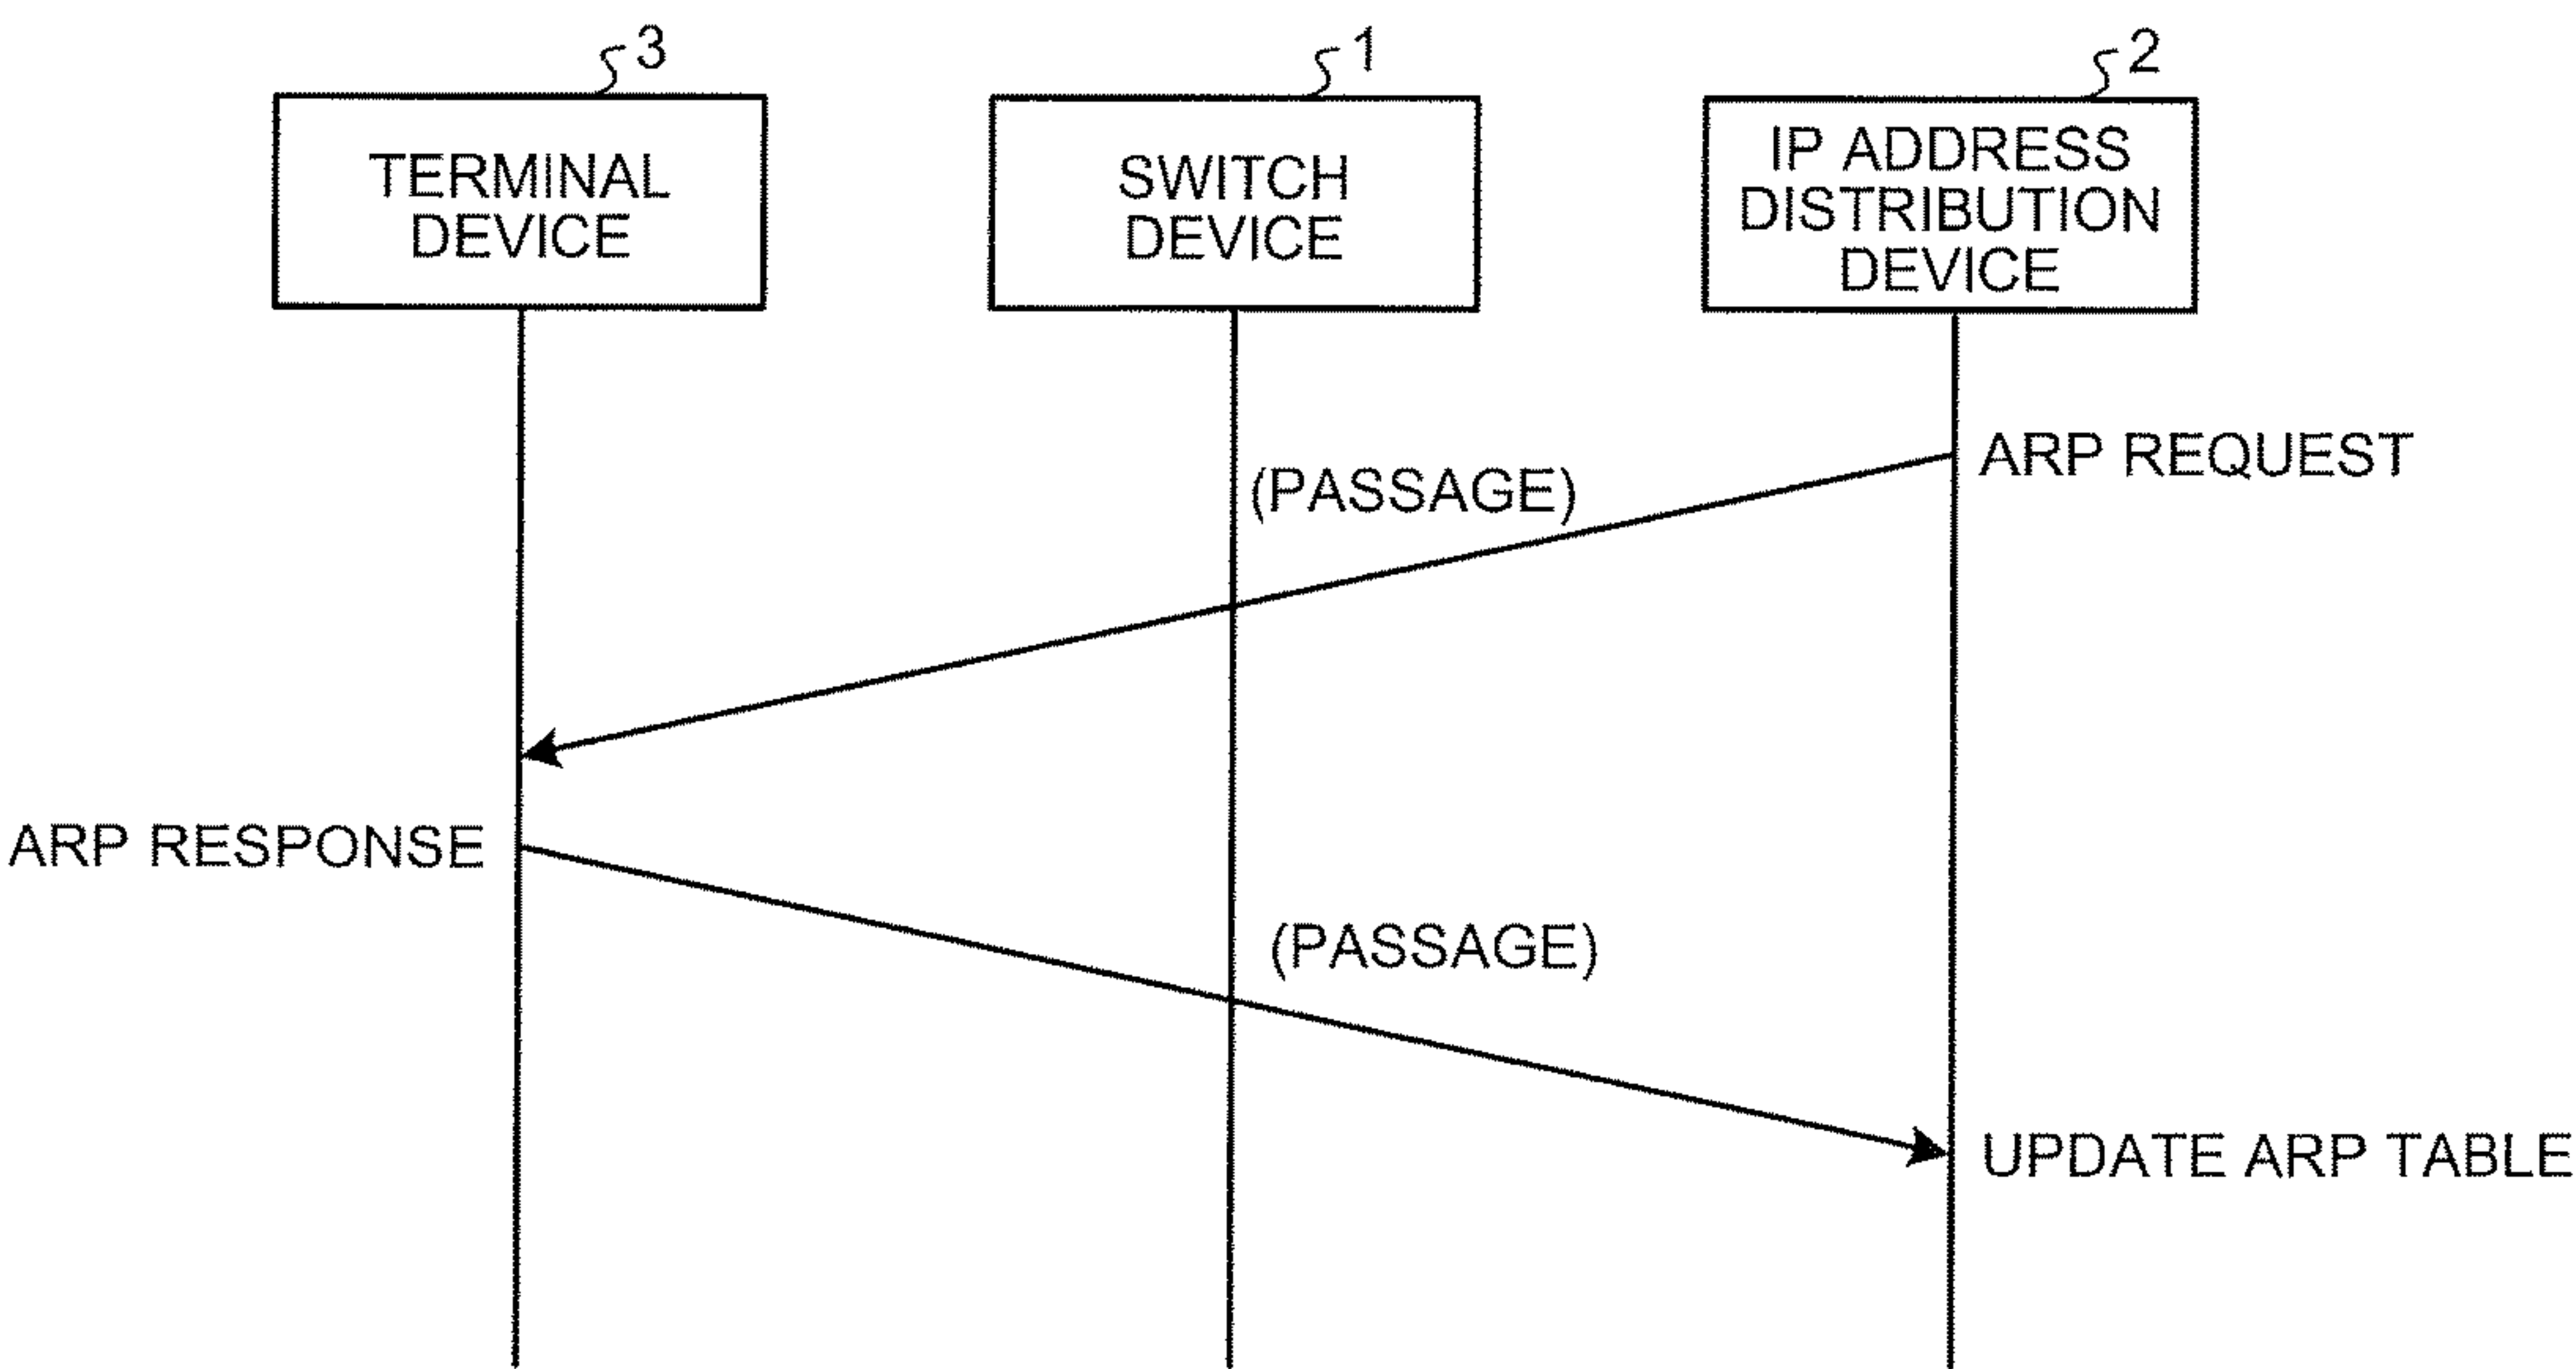 3
1
2
TERMINAL
DEVICE
SWITCH
DEVICE
IP ADDRESS
DISTRIBUTION
DEVICE
ARP REQUEST
(PASSAGE)
ARP RESPONSE
(PASSAGE)
UPDATE ARP TABLE